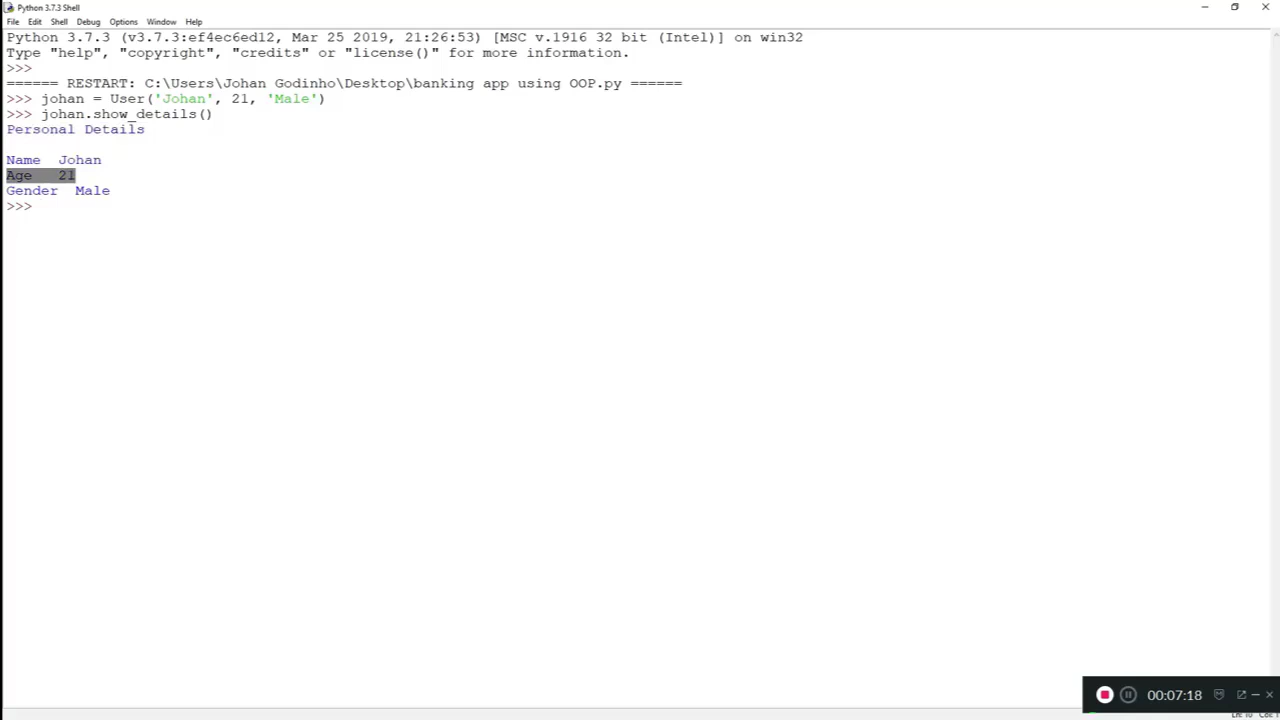 Python 3.7.3 Shell
File Edit Shell Debug Options Window Help
Python 3.7.3 (v3.7.3:ef4ec6ed12, Mar 25 2019, 21:26:53) [MSC v.1916 32 bit (Intel)] on win32
Type "help", "copyright", "credits" or "license()" for more information.
>>>
====== RESTART: C:\Users\Johan Godinho\Desktop\banking app using OOP.py ======
>>> johan = User('Johan', 21, 'Male')
>>> johan.show_details()
Personal Details
Name  Johan
Age   21
Gender  Male
>>>
00:07:18